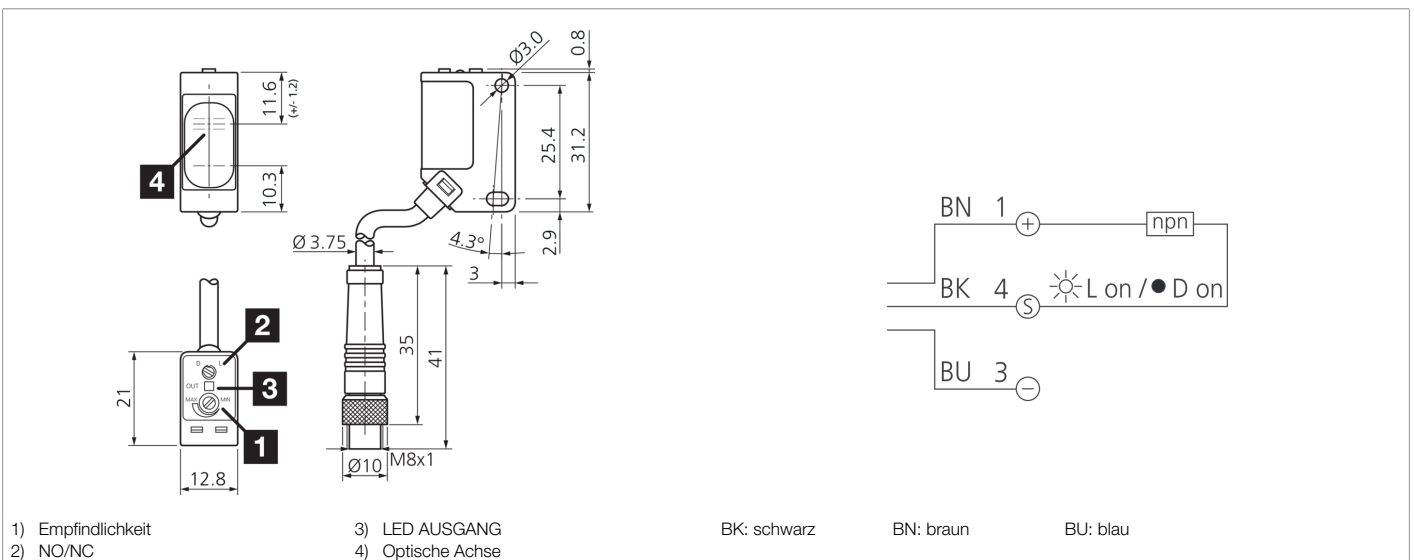 Ø3.0
0.8
11.6
(+/- 1.2)
25.4
31.2
4
10.3
Ø 3.75
4.3°
2.9
3
BN 1 + npn
BK 4 S L on / ● D on
BU 3 −
2
D L
OUT
3
MAX MIN
1
21
12.8
35
41
Ø10
M8x1
1) Empfindlichkeit
2) NO/NC
3) LED AUSGANG
4) Optische Achse
BK: schwarz
BN: braun
BU: blau